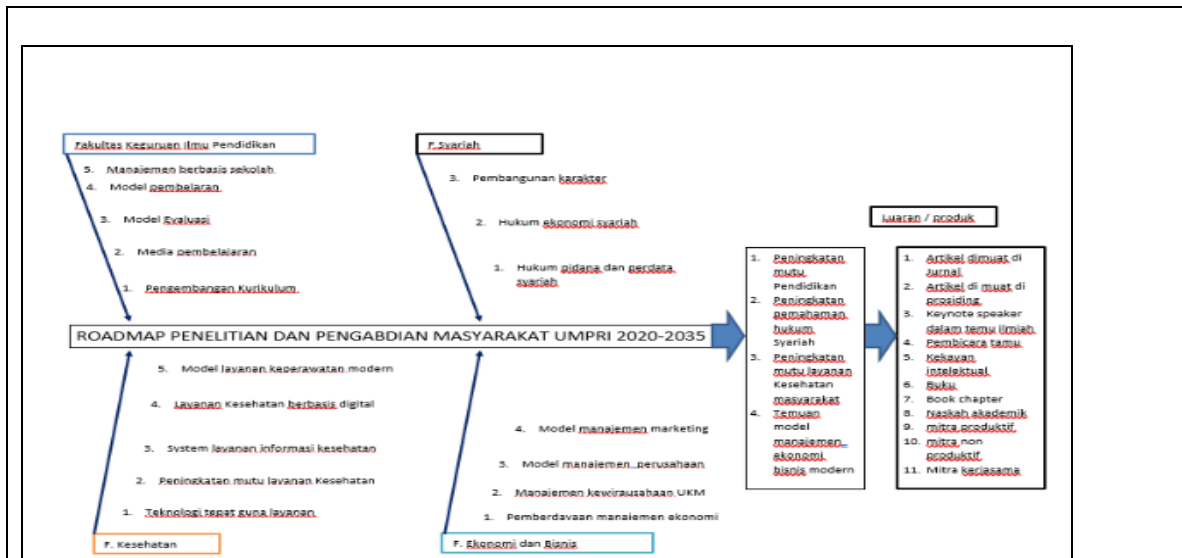 Fakultas Keguruan Ilmu Pendidikan
5. Manajemen berbasis sekolah
4. Model pembelaran
3. Model Evaluasi
2. Media pembelajaran
1. Pengembangan Kurikulum
F.Syariah
3. Pembangunan karakter
2. Hukum ekonomi syariah
1. Hukum pidana dan perdata
syariah
ROADMAP PENELITIAN DAN PENGABDIAN MASYARAKAT UMPRI 2020-2035
5. Model layanan keperawatan modern
4. Layanan Kesehatan berbasis digital
3. System layanan informasi kesehatan
2. Peningkatan mutu layanan Kesehatan
1. Teknologi tepat guna layanan
F. Kesehatan
4. Model manajemen marketing
3. Model manajemen perusahaan
2. Manajemen kewirausahaan UKM
1. Pemberdavaan manajemen ekonomi
F. Ekonomi dan Bisnis
1. Peningkatan
mutu
Pendidikan
2. Peningkatan
pemahaman
hukum
Syariah
3. Peningkatan
mutu layanan
Kesehatan
masyarakat
4. Temuan
model
manajemen
ekonomi
bisnis modern
Luaran / produk
1. Artikel dimuat di
Jurnal
2. Artikel di muat di
prosiding
3. Keynote speaker
dalam temu ilmiah
4. Pembicara tamu
5. Kekayan
intelektual
6. Buku
7. Book chapter
8. Naskah akademik
9. mitra produktif
10. mitra non
produktif
11. Mitra kerjasama